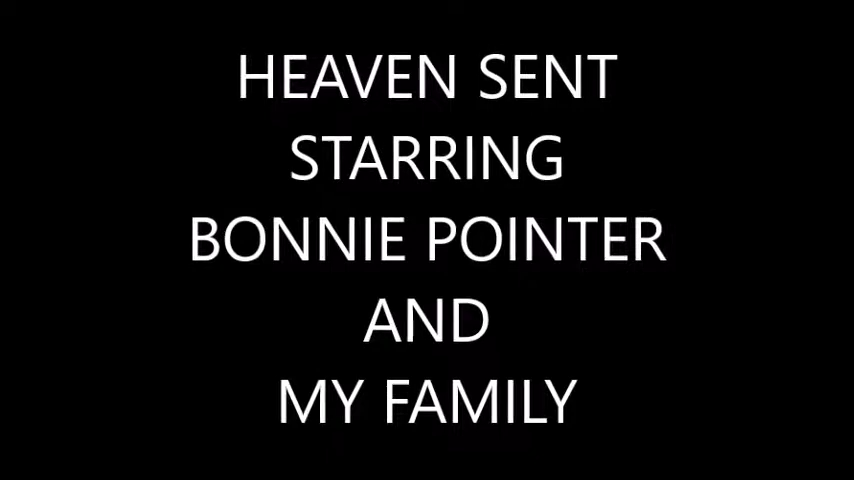 HEAVEN SENT
STARRING
BONNIE POINTER
AND
MY FAMILY